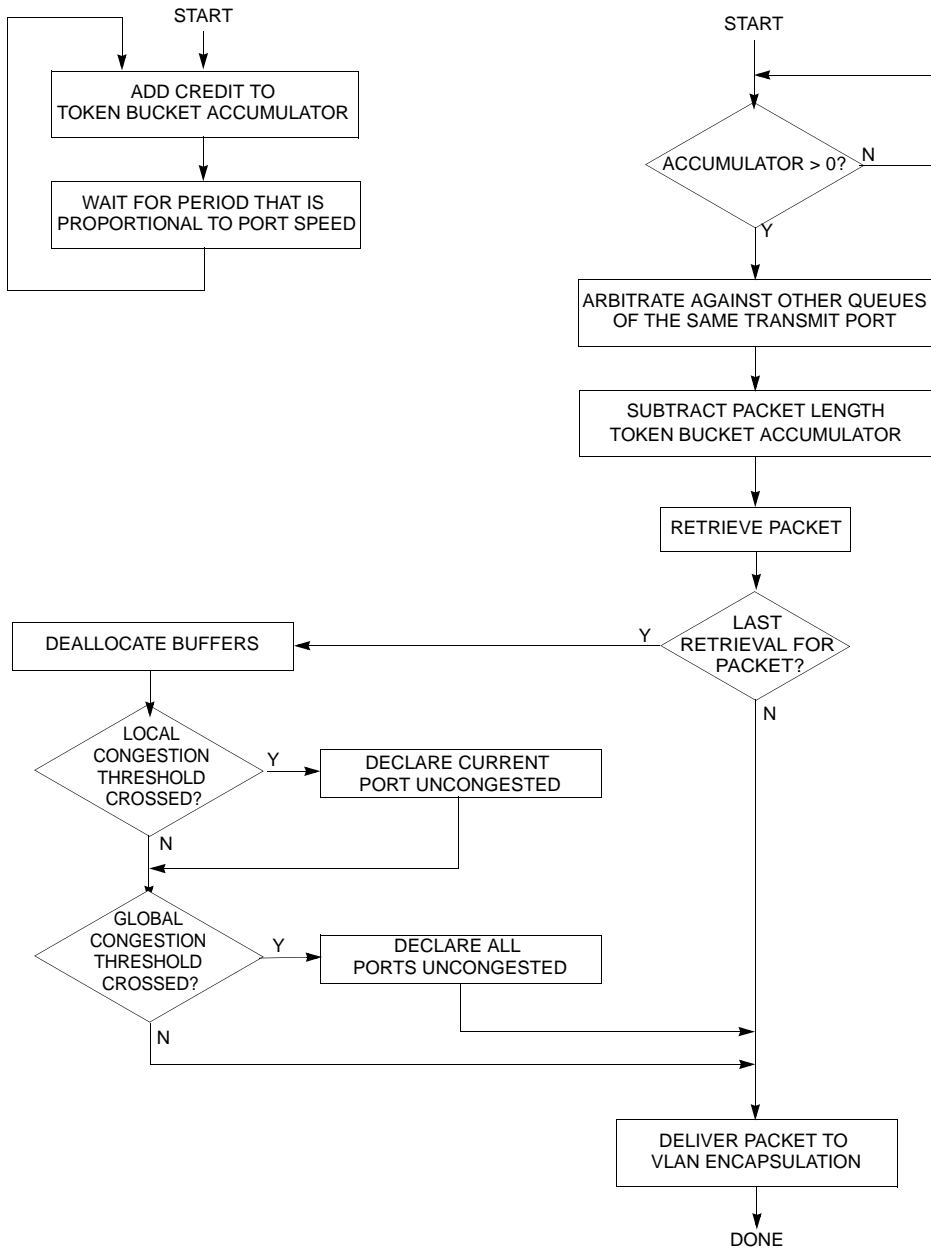 START
ADD CREDIT TO
TOKEN BUCKET ACCUMULATOR
WAIT FOR PERIOD THAT IS
PROPORTIONAL TO PORT SPEED
START
ACCUMULATOR > 0?
N
Y
ARBITRATE AGAINST OTHER QUEUES
OF THE SAME TRANSMIT PORT
SUBTRACT PACKET LENGTH
TOKEN BUCKET ACCUMULATOR
RETRIEVE PACKET
LAST
RETRIEVAL FOR
PACKET?
Y
N
DEALLOCATE BUFFERS
LOCAL
CONGESTION
THRESHOLD
CROSSED?
Y
DECLARE CURRENT
PORT UNCONGESTED
N
GLOBAL
CONGESTION
THRESHOLD
CROSSED?
Y
DECLARE ALL
PORTS UNCONGESTED
N
DELIVER PACKET TO
VLAN ENCAPSULATION
DONE